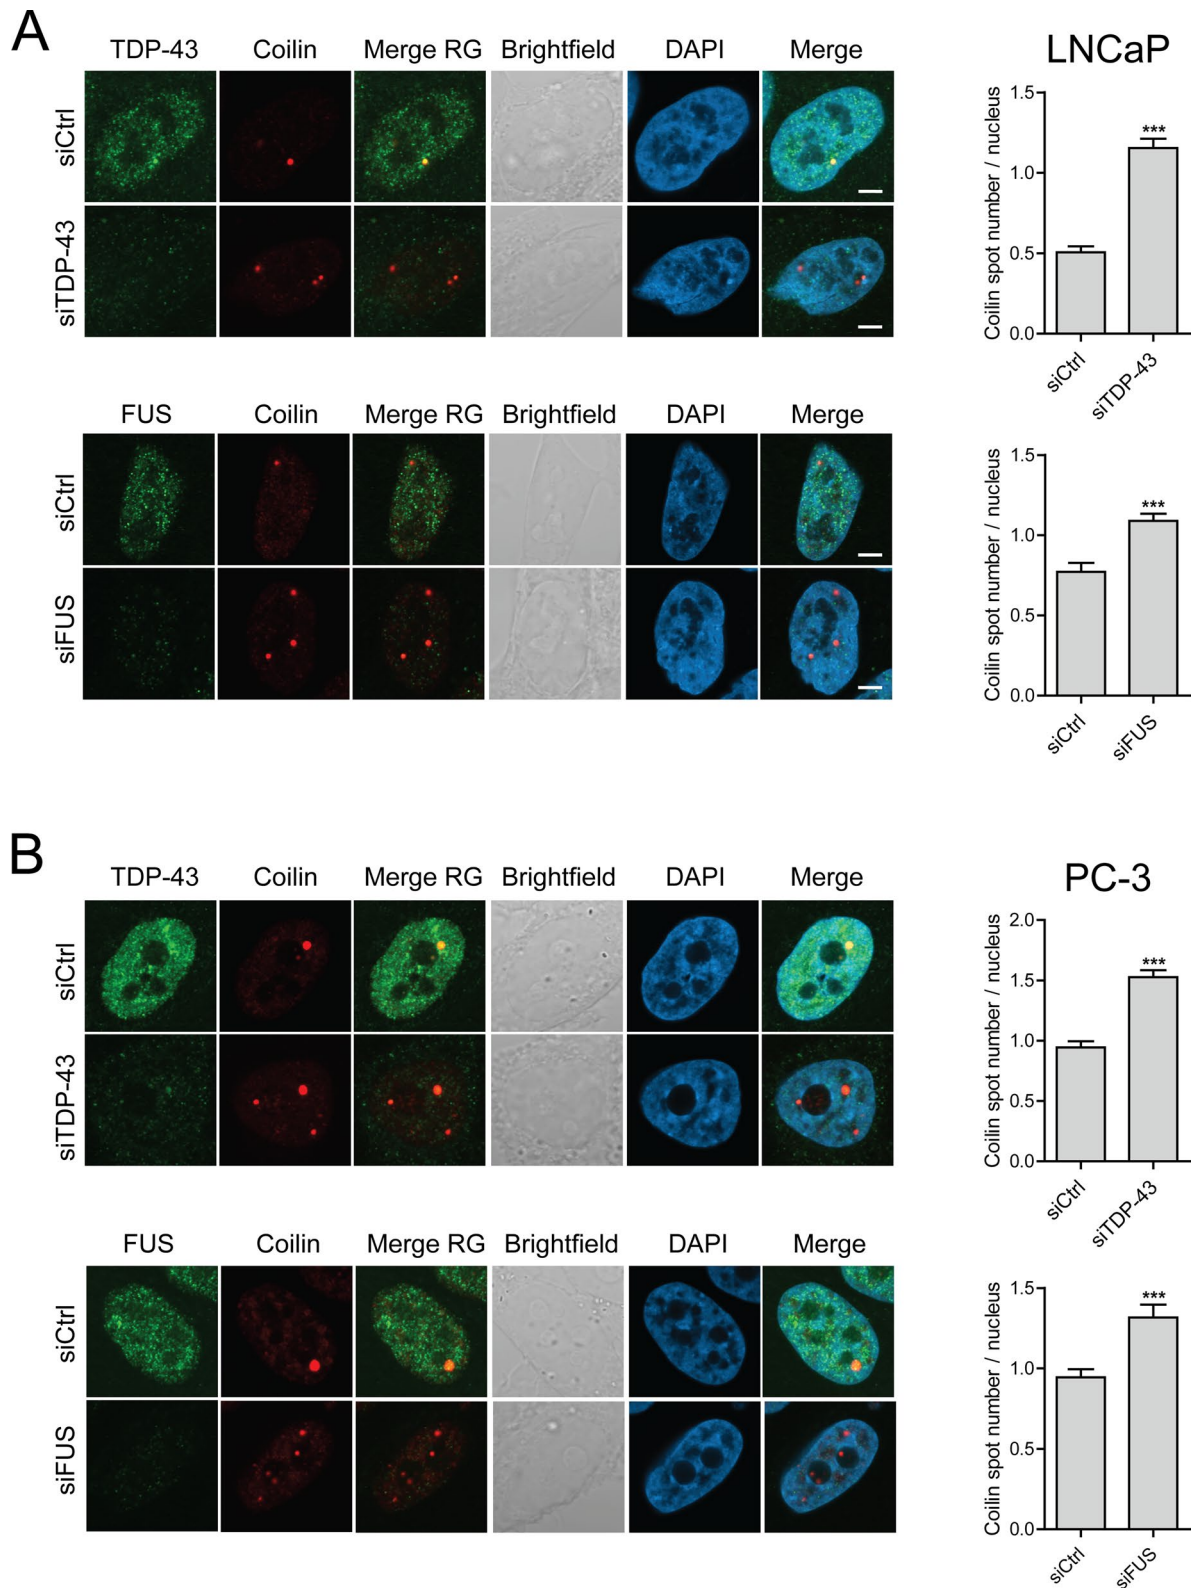 A
TDP-43 Coilin Merge RG Brightfield DAPI Merge
siCtrl
siTDP-43
LNCaP
Coilin spot number / nucleus
1.5
1.0
0.5
0.0
***
siCtrl
siTDP-43
FUS Coilin Merge RG Brightfield DAPI Merge
siCtrl
siFUS
Coilin spot number / nucleus
1.5
1.0
0.5
0.0
***
siCtrl
siFUS
B
TDP-43 Coilin Merge RG Brightfield DAPI Merge
siCtrl
siTDP-43
PC-3
Coilin spot number / nucleus
2.0
1.5
1.0
0.5
0.0
***
siCtrl
siTDP-43
FUS Coilin Merge RG Brightfield DAPI Merge
siCtrl
siFUS
Coilin spot number / nucleus
1.5
1.0
0.5
0.0
***
siCtrl
siFUS